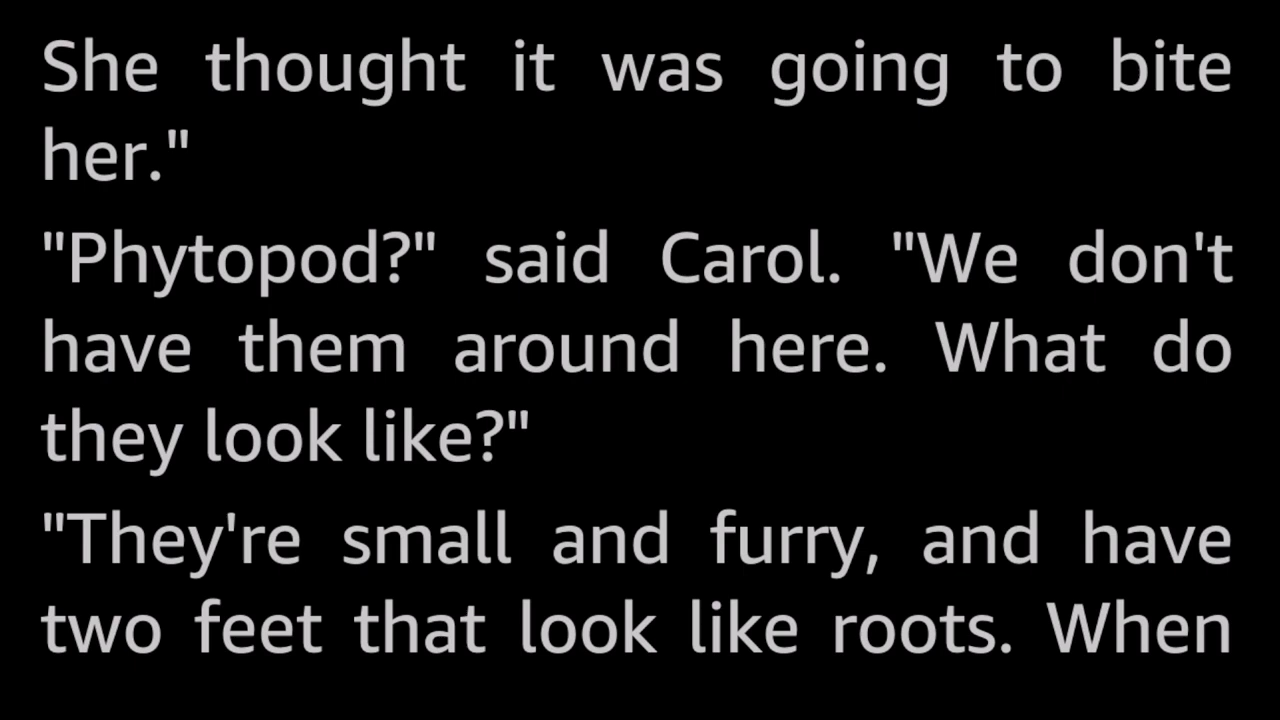 She thought it was going to bite
her."
"Phytopod?" said Carol. "We don't
have them around here. What do
they look like?"
"They're small and furry, and have
two feet that look like roots. When